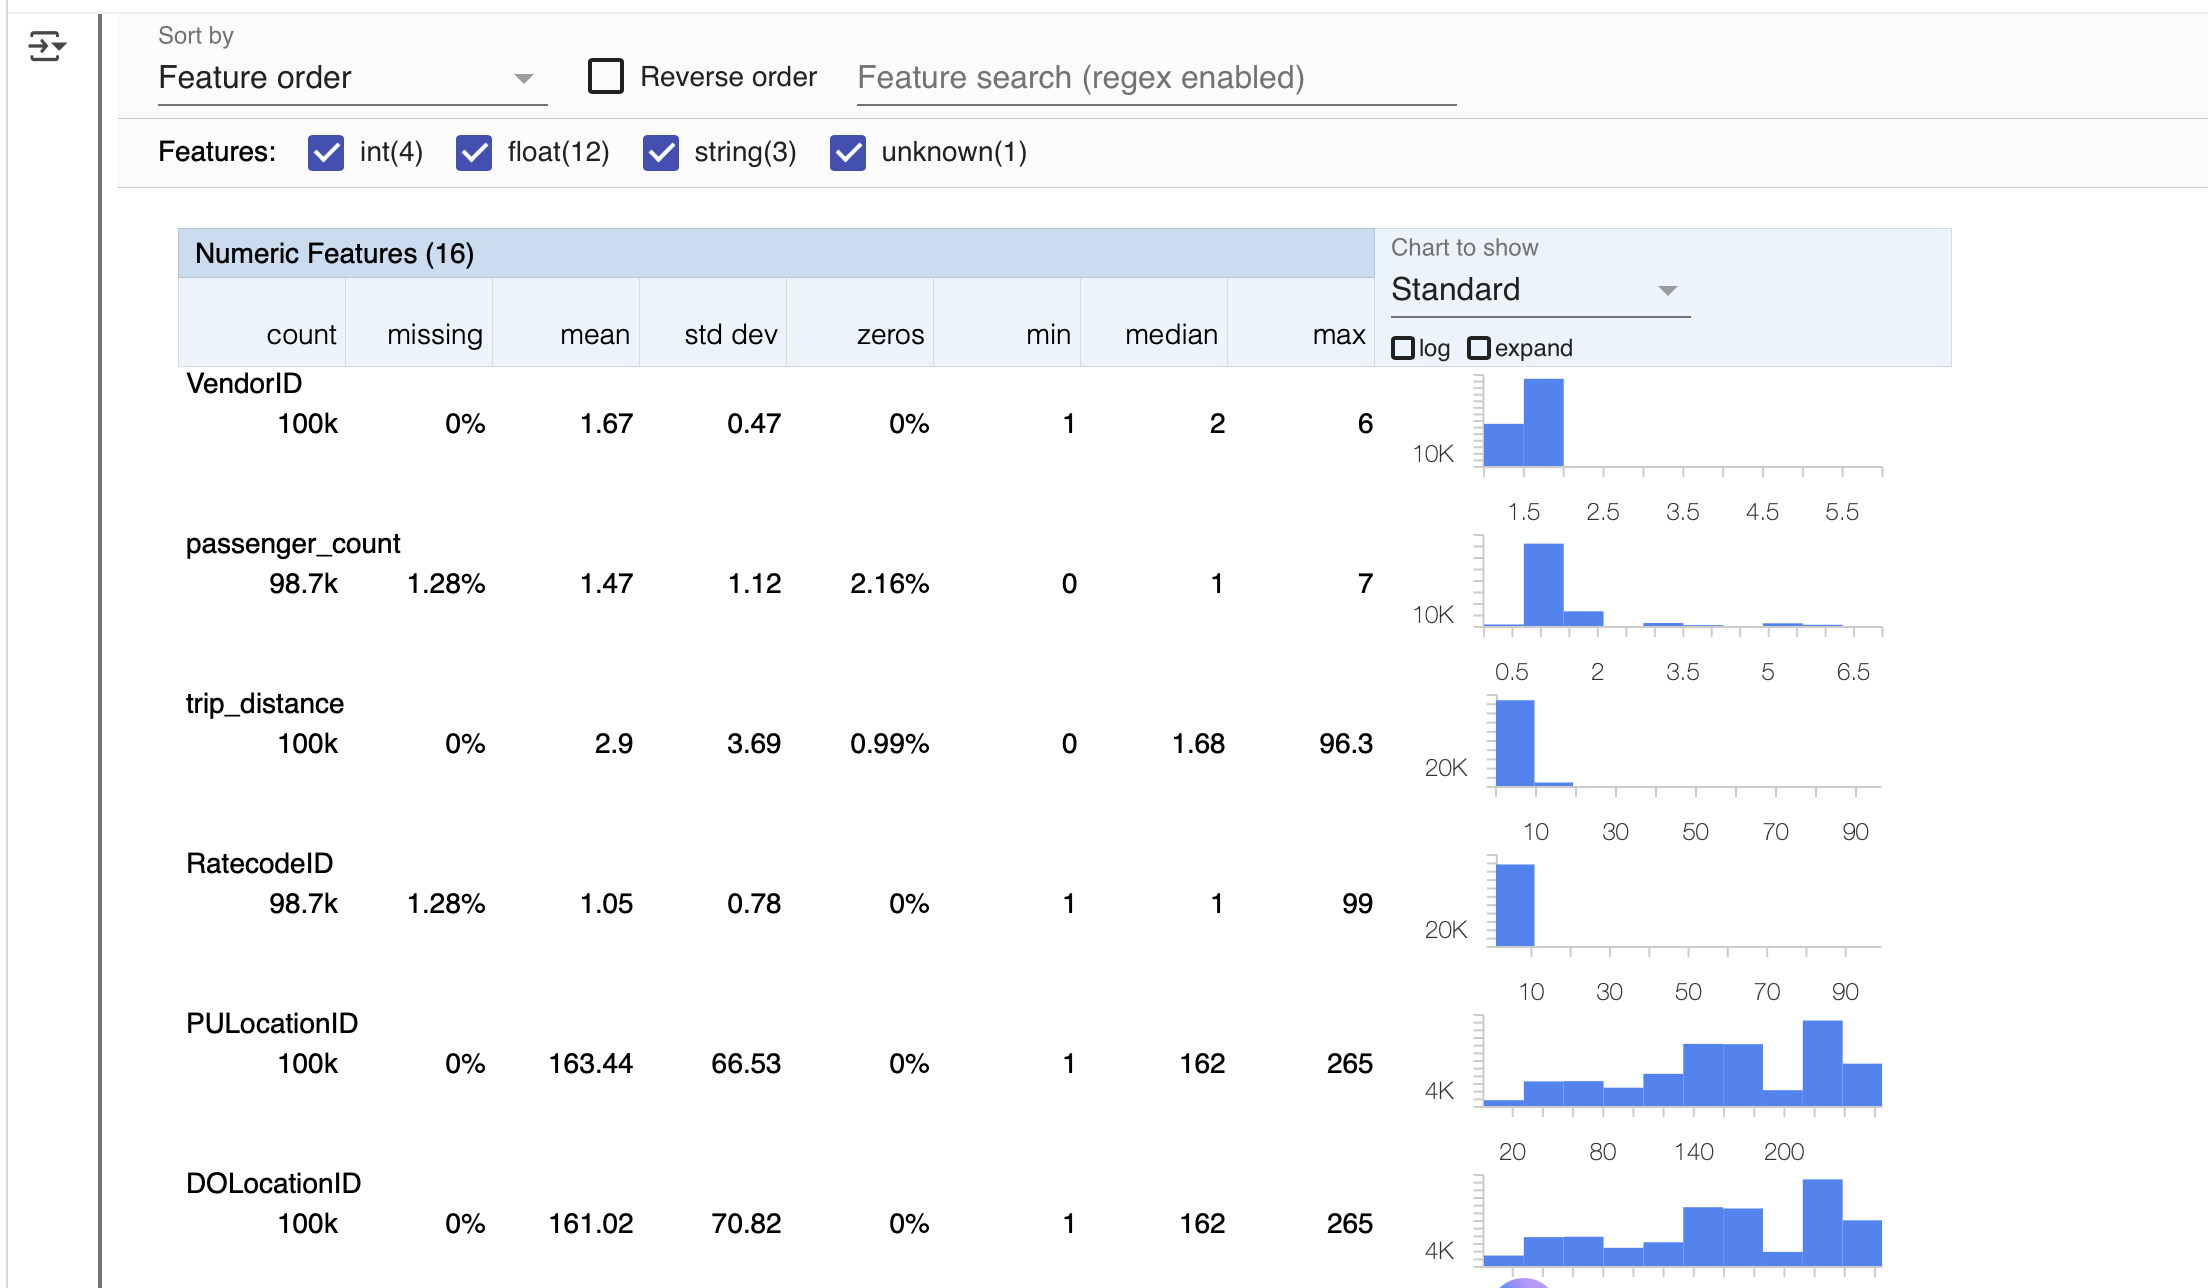 Sort by
Feature order
Reverse order
Feature search (regex enabled)
Features: int(4) float(12) string(3) unknown(1)
Numeric Features (16)
Chart to show
Standard
count missing mean std dev zeros min median max
log expand
VendorID
100k 0% 1.67 0.47 0% 1 2 6
10K
1.5 2.5 3.5 4.5 5.5
passenger_count
98.7k 1.28% 1.47 1.12 2.16% 0 1 7
10K
0.5 2 3.5 5 6.5
trip_distance
100k 0% 2.9 3.69 0.99% 0 1.68 96.3
20K
10 30 50 70 90
RatecodeID
98.7k 1.28% 1.05 0.78 0% 1 1 99
20K
10 30 50 70 90
PULocationID
100k 0% 163.44 66.53 0% 1 162 265
4K
20 80 140 200
DOLocationID
100k 0% 161.02 70.82 0% 1 162 265
4K